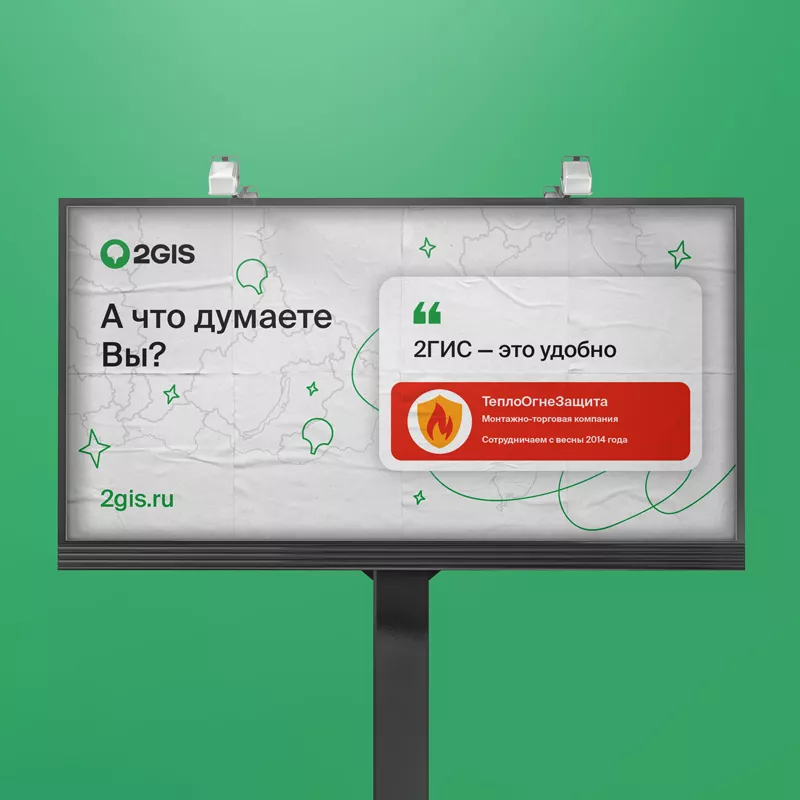 2GIS
А что думаете
Вы?
2gis.ru
2ГИС — это удобно
ТеплоОгнеЗащита
Монтажно-торговая компания
Сотрудничаем с весны 2014 года